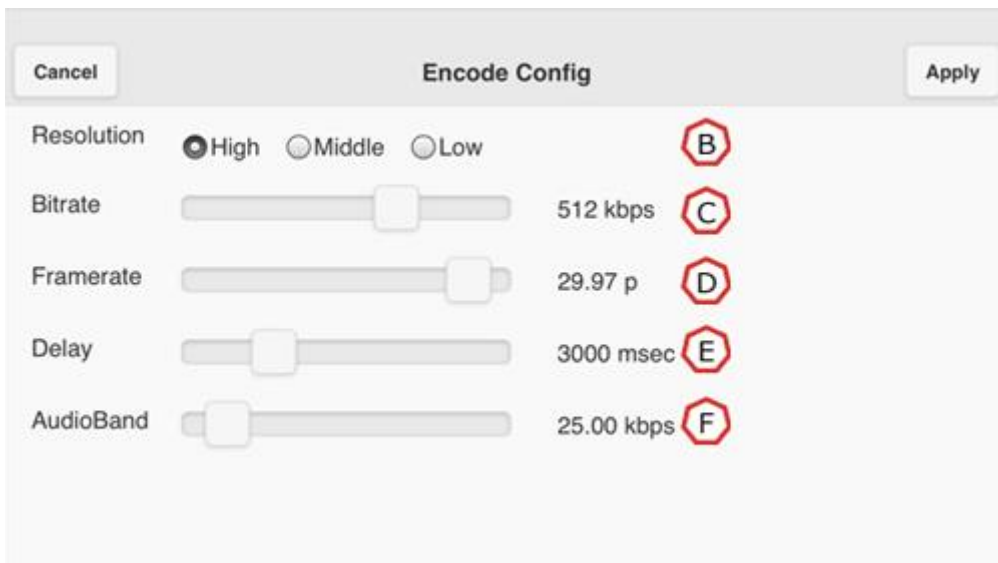 Cancel Encode Config Apply
Resolution High Middle Low B
Bitrate 512 kbps C
Framerate 29.97 p D
Delay 3000 msec E
AudioBand 25.00 kbps F